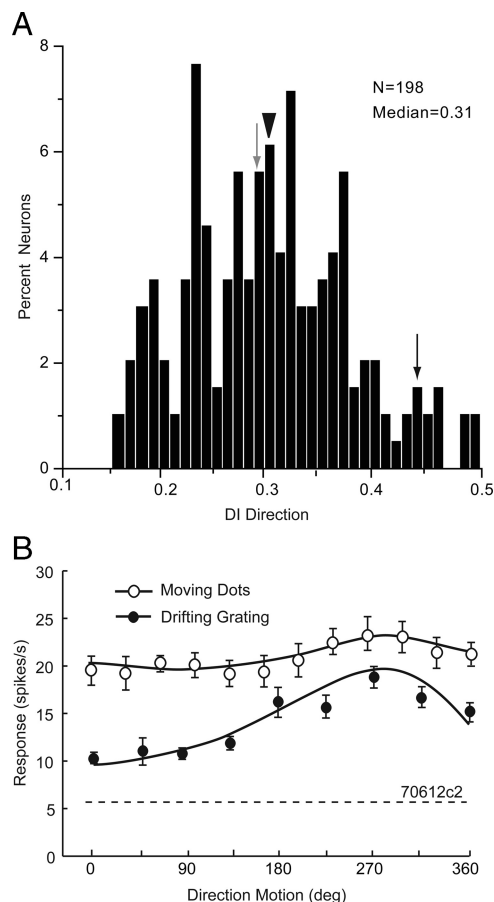 A
8
6
4
2
0
Percent Neurons
N=198
Median=0.31
0.1 0.2 0.3 0.4 0.5
DI Direction
B
30
25
20
15
10
5
0
Response (spikes/s)
Moving Dots
Drifting Grating
70612c2
0 90 180 270 360
Direction Motion (deg)